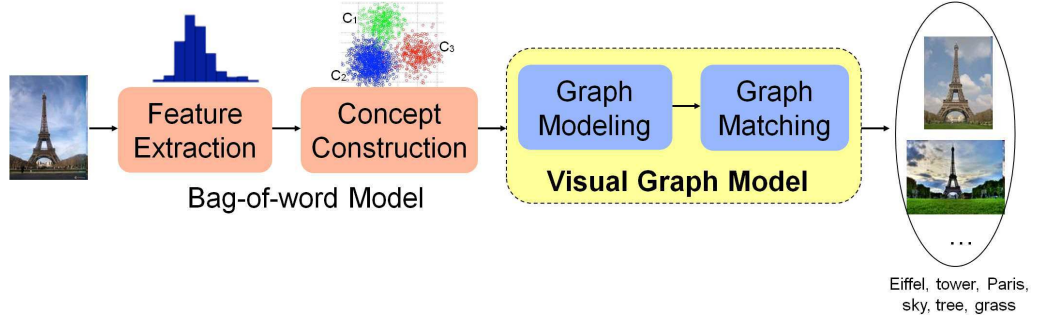 C1
C2
C3
Feature
Extraction
Concept
Construction
Bag-of-word Model
Graph
Modeling
Graph
Matching
Visual Graph Model
...
Eiffel, tower, Paris,
sky, tree, grass